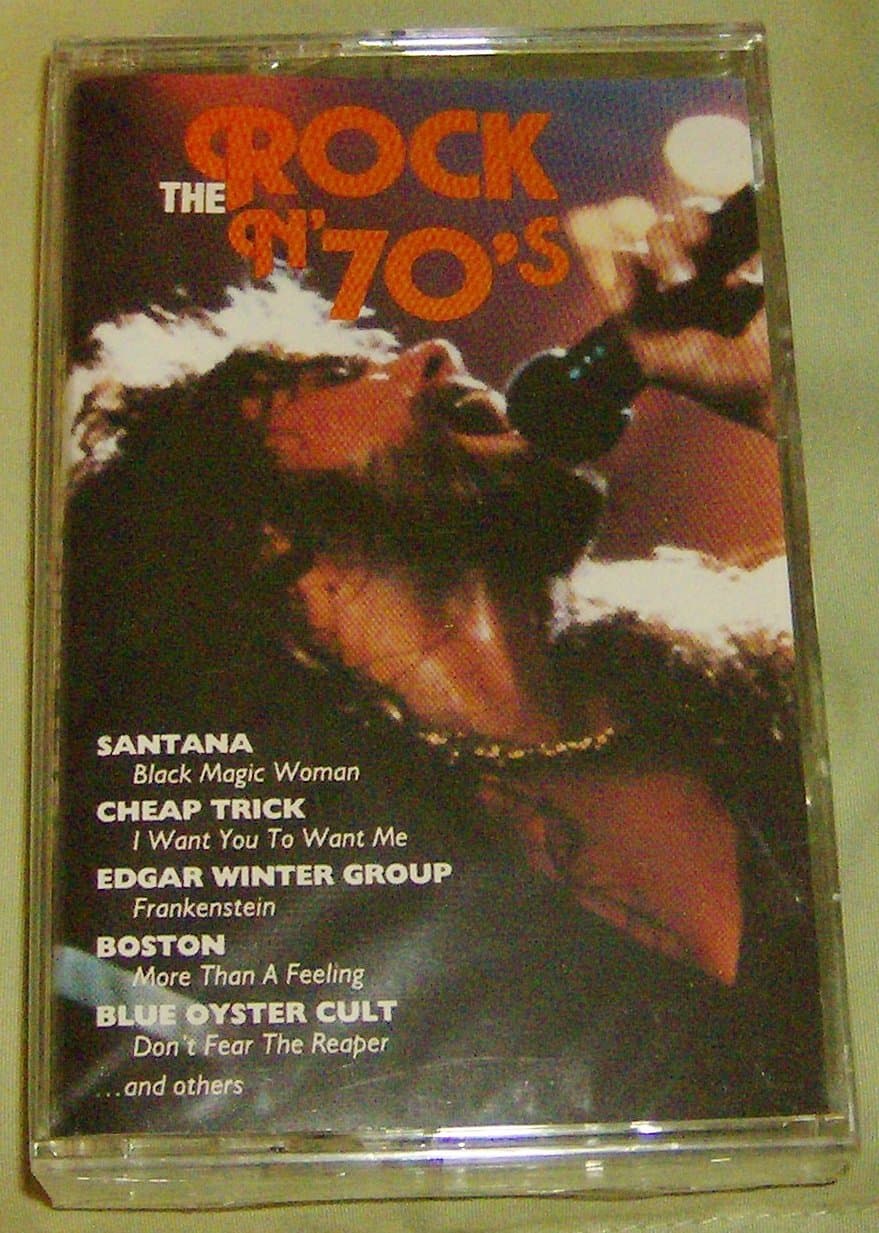 THE ROCK
N' 70'S
SANTANA
Black Magic Woman
CHEAP TRICK
I Want You To Want Me
EDGAR WINTER GROUP
Frankenstein
BOSTON
More Than A Feeling
BLUE OYSTER CULT
Don't Fear The Reaper
...and others